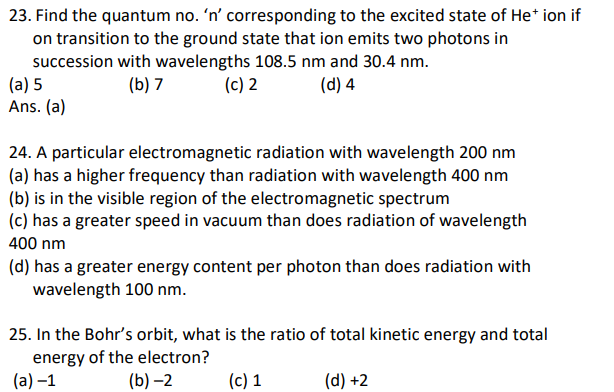 23. Find the quantum no. ‘n’ corresponding to the excited state of He⁺ ion if
on transition to the ground state that ion emits two photons in
succession with wavelengths 108.5 nm and 30.4 nm.
(a) 5 (b) 7 (c) 2 (d) 4
Ans. (a)
24. A particular electromagnetic radiation with wavelength 200 nm
(a) has a higher frequency than radiation with wavelength 400 nm
(b) is in the visible region of the electromagnetic spectrum
(c) has a greater speed in vacuum than does radiation of wavelength
400 nm
(d) has a greater energy content per photon than does radiation with
wavelength 100 nm.
25. In the Bohr’s orbit, what is the ratio of total kinetic energy and total
energy of the electron?
(a) –1 (b) –2 (c) 1 (d) +2